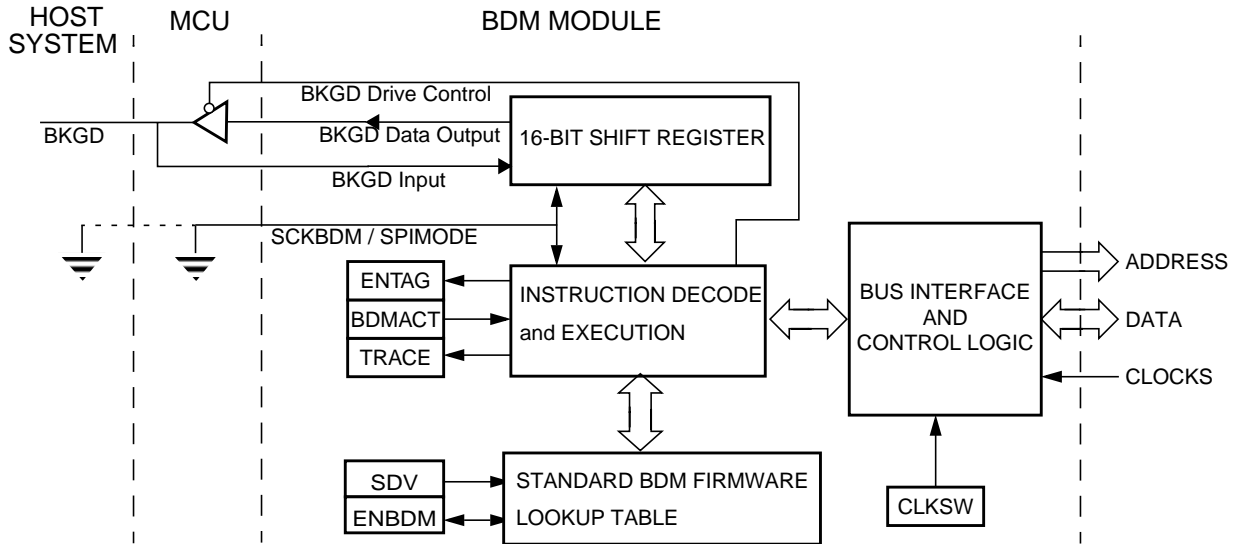 HOST
SYSTEM
MCU
BDM MODULE
BKGD Drive Control
BKGD
BKGD Data Output
16-BIT SHIFT REGISTER
BKGD Input
SCKBDM / SPIMODE
ENTAG
BDMACT
TRACE
INSTRUCTION DECODE
and EXECUTION
BUS INTERFACE
AND
CONTROL LOGIC
ADDRESS
DATA
CLOCKS
SDV
ENBDM
STANDARD BDM FIRMWARE
LOOKUP TABLE
CLKSW